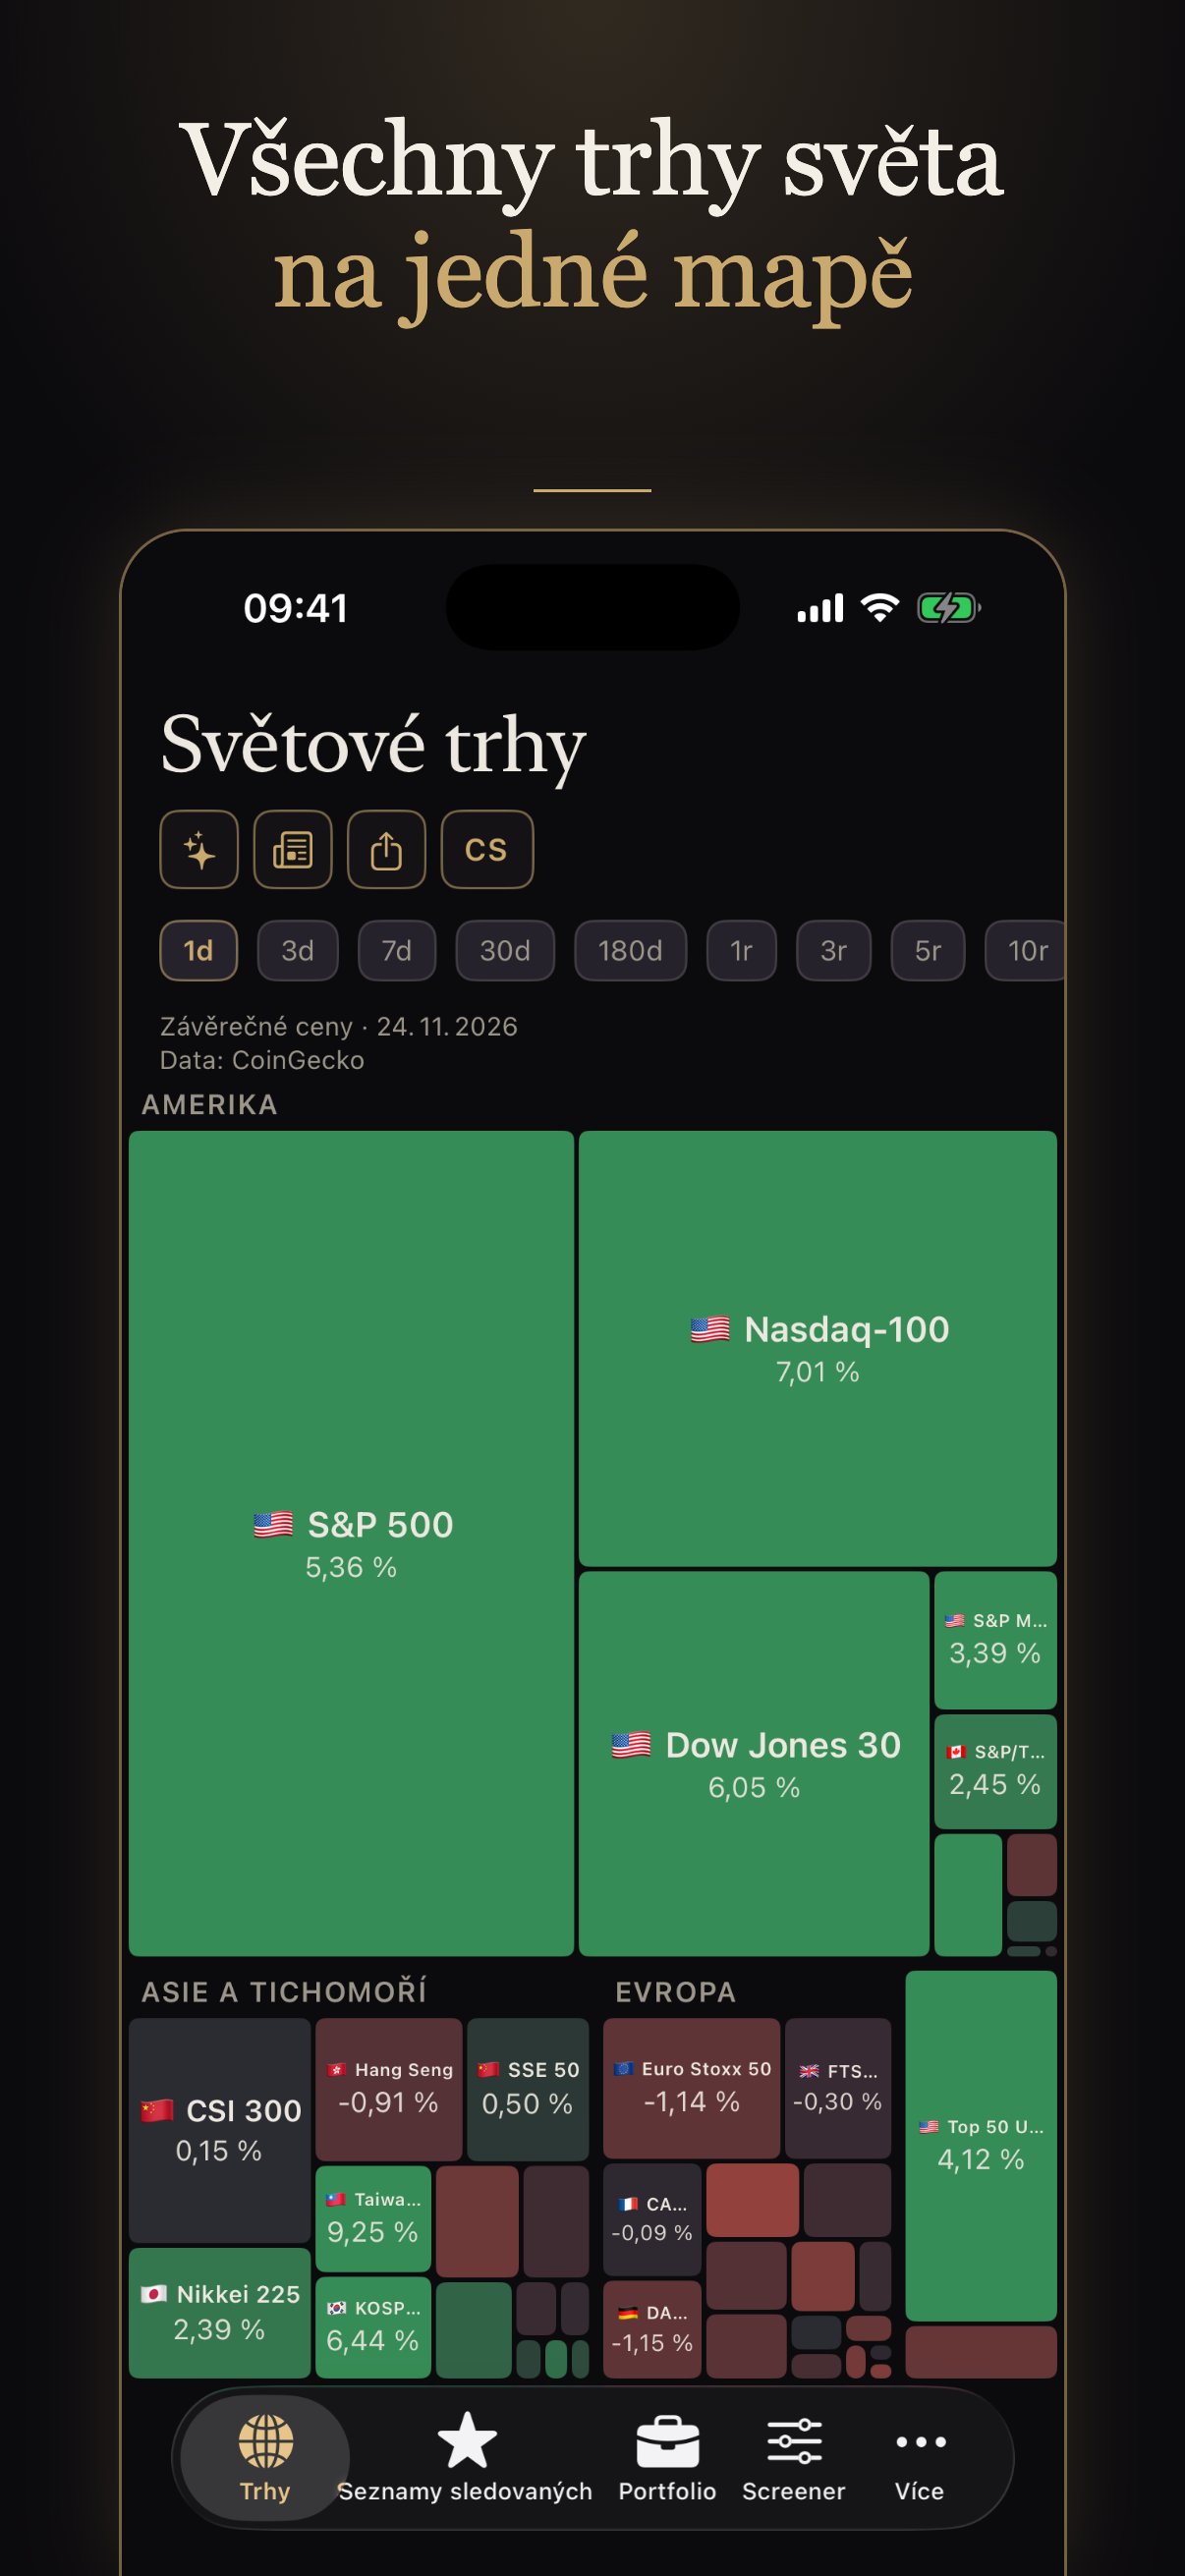 Všechny trhy světa
na jedné mapě
09:41
Světové trhy
CS
1d 3d 7d 30d 180d 1r 3r 5r 10r
Závěrečné ceny · 24. 11. 2026
Data: CoinGecko
AMERIKA
S&P 500
5,36 %
Nasdaq-100
7,01 %
Dow Jones 30
6,05 %
S&P M...
3,39 %
S&P/T...
2,45 %
ASIE A TICHOMOŘÍ
CSI 300
0,15 %
Hang Seng
-0,91 %
SSE 50
0,50 %
Taiwa...
9,25 %
Nikkei 225
2,39 %
KOSP...
6,44 %
EVROPA
Euro Stoxx 50
-1,14 %
FTS...
-0,30 %
CA...
-0,09 %
DA...
-1,15 %
Top 50 U...
4,12 %
Trhy Seznamy sledovaných Portfolio Screener Více